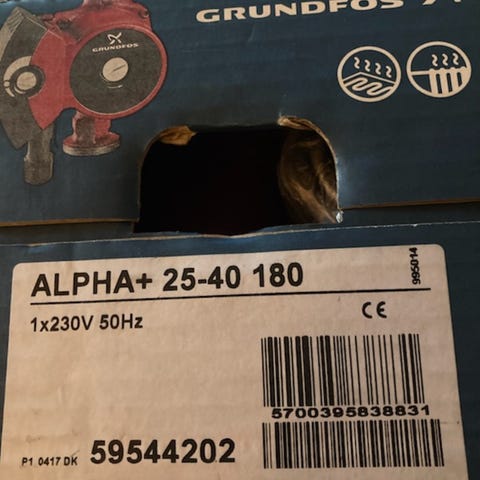 GRUNDFOS
GRUNDFOS
ALPHA+ 25-40 180
1x230V 50Hz
995014
CE
5700395838831
P1 0417 DK 59544202